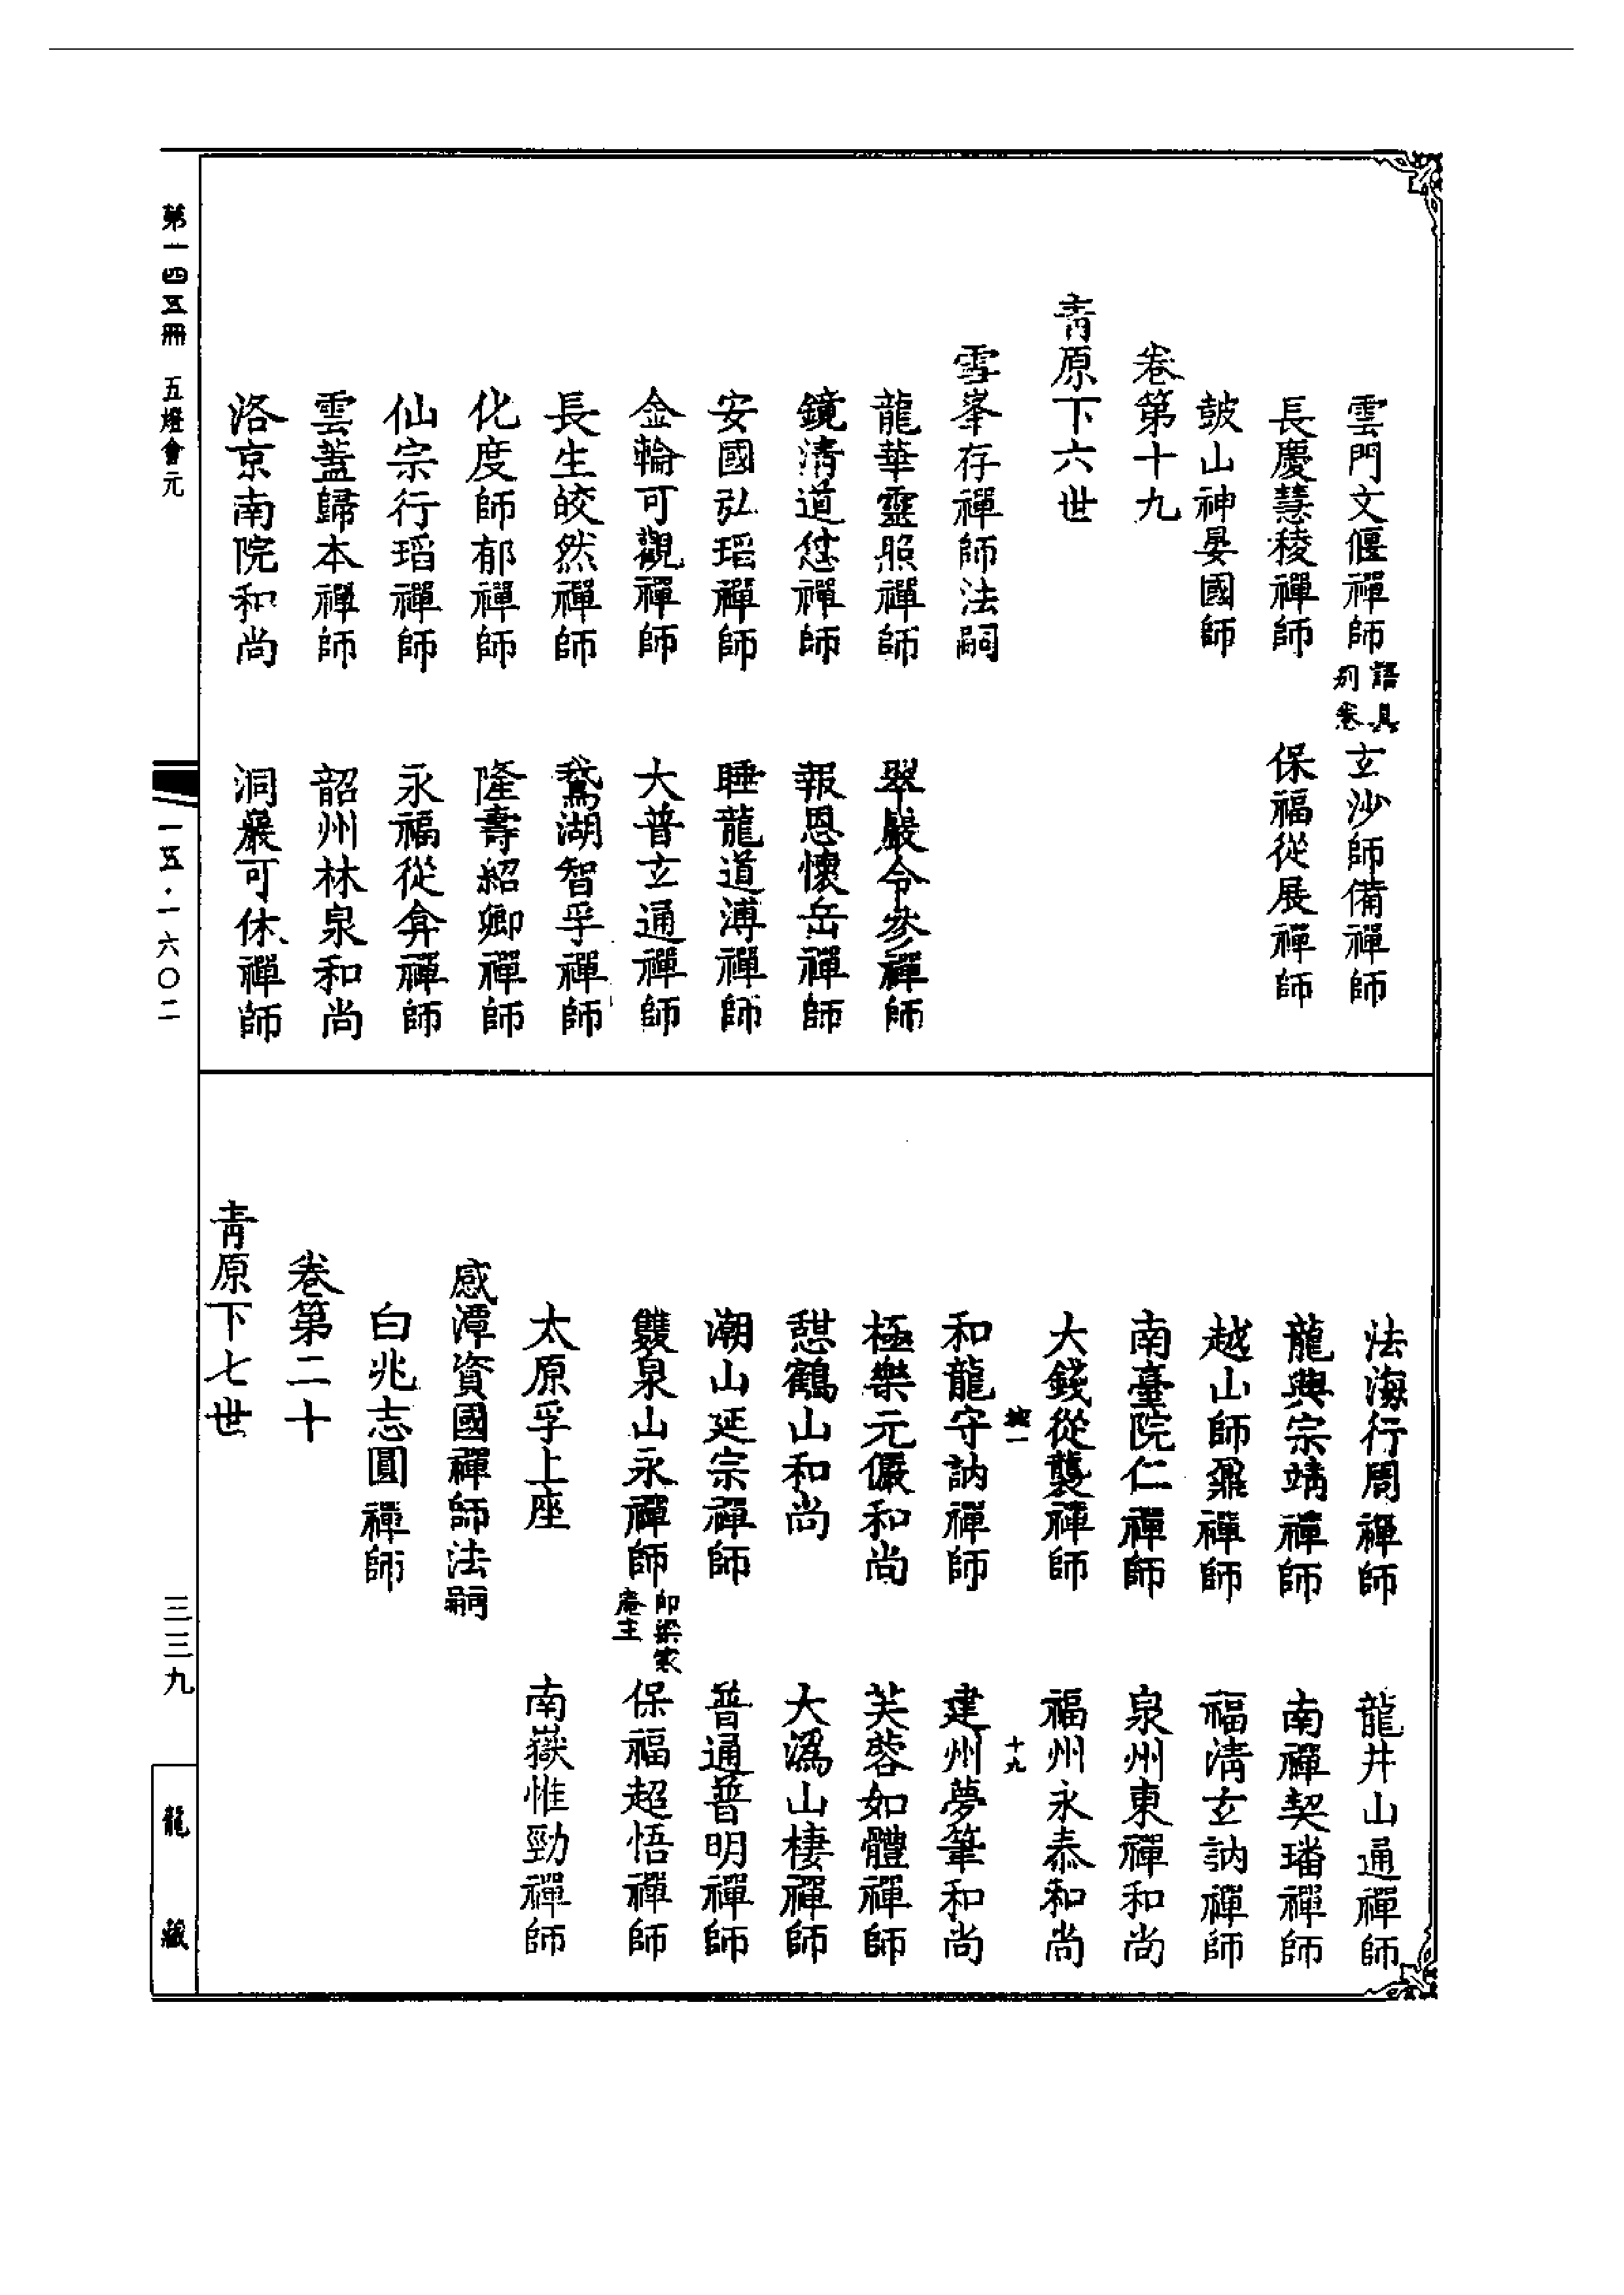 雲門文偃禪師語具別卷　玄沙師備禪師
長慶慧稜禪師　保福從展禪師
皷山神晏國師
卷第十九
青原下六世
雪峯存禪師法嗣
龍華靈照禪師　翠巖令參禪師
鏡清道怤禪師　報恩懷岳禪師
安國弘瑫禪師　睡龍道溥禪師
金輪可觀禪師　大普玄通禪師
長生皎然禪師　鵞湖智孚禪師
化度師郁禪師　隆壽紹卿禪師
仙宗行瑫禪師　永福從弇禪師
雲蓋歸本禪師　韶州林泉和尚
洛京南院和尚　洞巖可休禪師
法海行周禪師　龍井山通禪師
龍興宗靖禪師　南禪契璠禪師
越山師鼐禪師　福清玄訥禪師
南臺院仁禪師　泉州東禪和尚
大錢從襲禪師　福州永泰和尚
十九
和龍守訥禪師　建州夢筆和尚
極樂元儼和尚　芙蓉如體禪師
憇鶴山和尚　大溈山棲禪師
潮山延宗禪師　普通普明禪師
雙泉山永禪師印梁家菴主　保福超悟禪師
太原孚上座　南嶽惟勁禪師
感潭資國禪師法嗣
白兆志圓禪師
卷第二十
青原下七世
第一四五冊　五燈會元
一五·一六〇二
三三九
龍藏